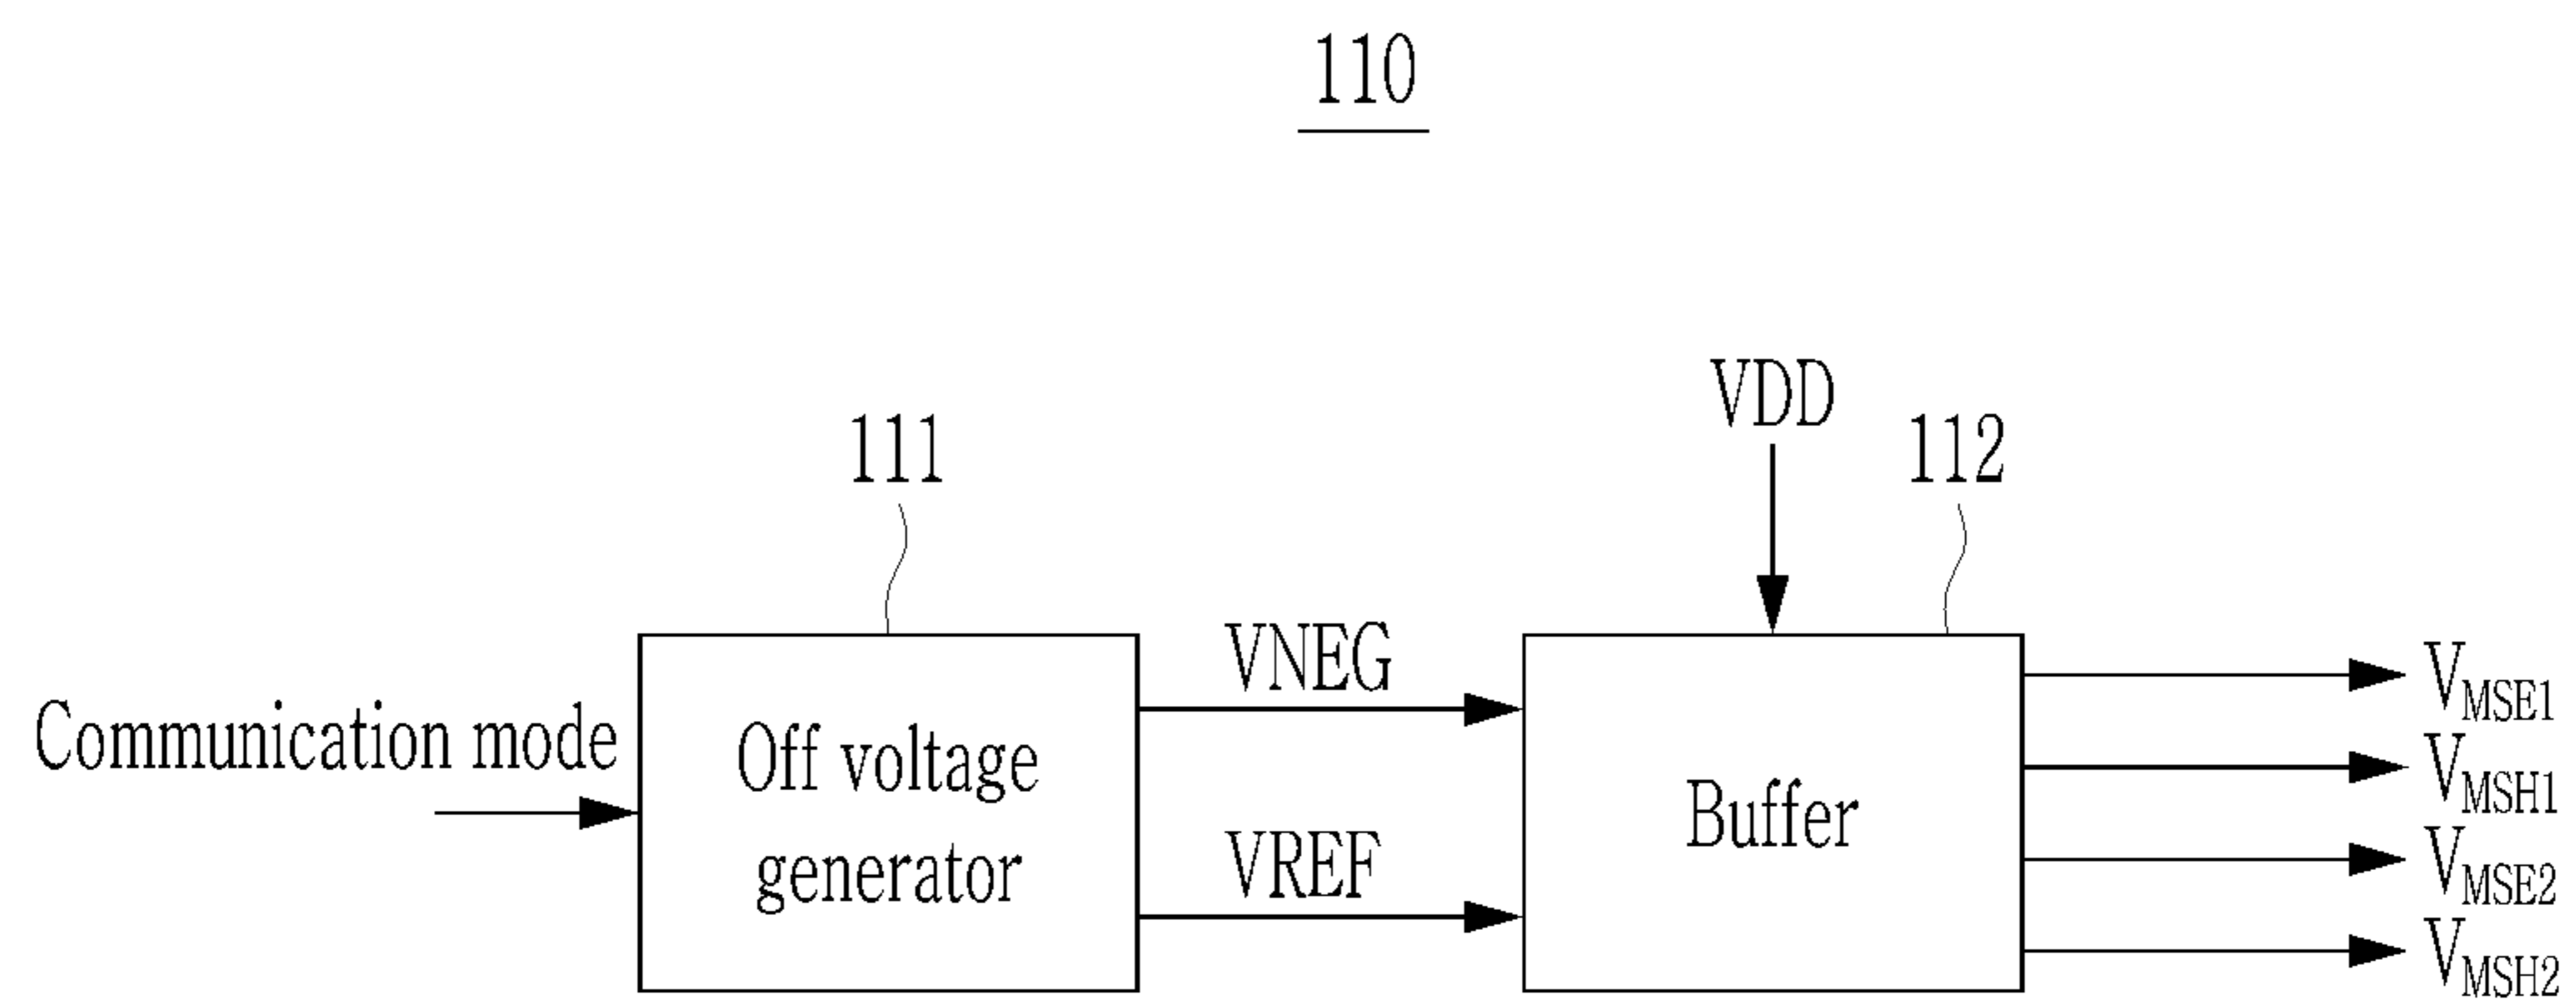 110
VDD
111
112
VNEG
Communication mode
Off voltage
generator
VREF
Buffer
VMSE1
VMSH1
VMSE2
VMSH2